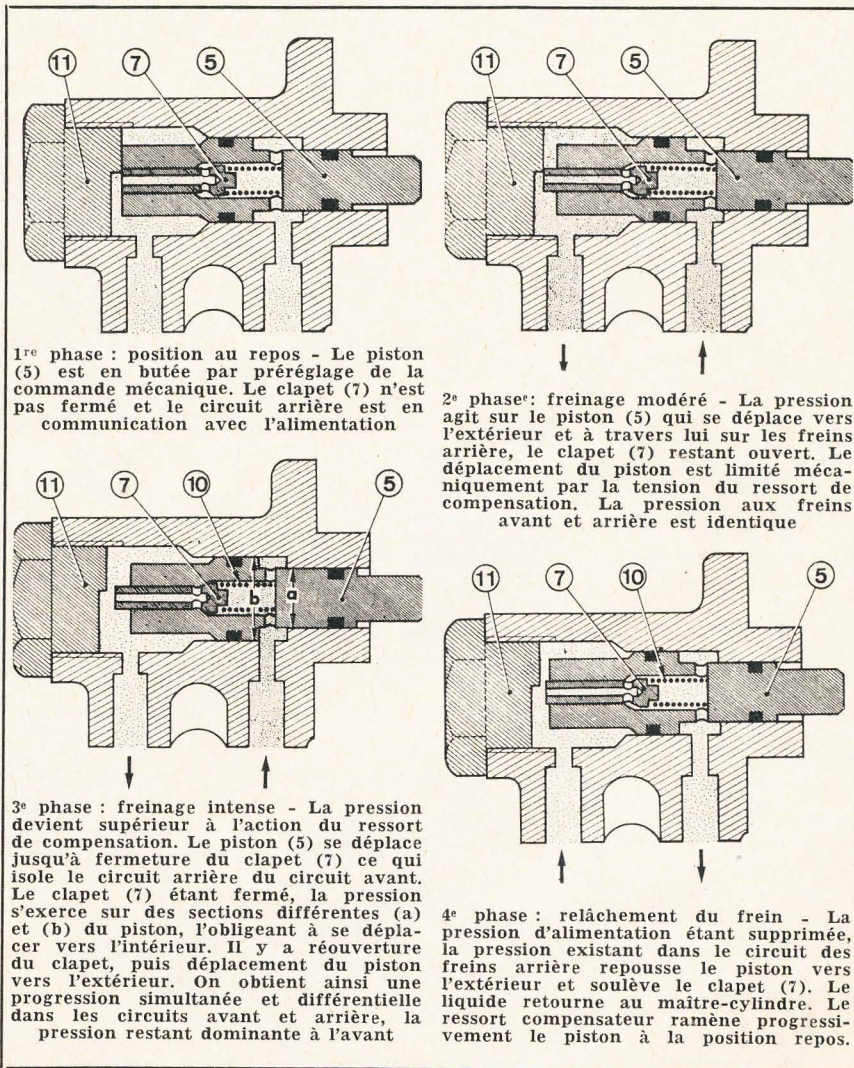 11 7 5
1re phase : position au repos - Le piston
(5) est en butée par préréglage de la
commande mécanique. Le clapet (7) n'est
pas fermé et le circuit arrière est en
communication avec l'alimentation
11 7 5
2e phasee: freinage modéré - La pression
agit sur le piston (5) qui se déplace vers
l'extérieur et à travers lui sur les freins
arrière, le clapet (7) restant ouvert. Le
déplacement du piston est limité méca-
niquement par la tension du ressort de
compensation. La pression aux freins
avant et arrière est identique
11 7 10 5
b a
3e phase : freinage intense - La pression
devient supérieur à l'action du ressort
de compensation. Le piston (5) se déplace
jusqu'à fermeture du clapet (7) ce qui
isole le circuit arrière du circuit avant.
Le clapet (7) étant fermé, la pression
s'exerce sur des sections différentes (a)
et (b) du piston, l'obligeant à se dépla-
cer vers l'intérieur. Il y a réouverture
du clapet, puis déplacement du piston
vers l'extérieur. On obtient ainsi une
progression simultanée et différentielle
dans les circuits avant et arrière, la
pression restant dominante à l'avant
11 7 10 5
4e phase : relâchement du frein - La
pression d'alimentation étant supprimée,
la pression existant dans le circuit des
freins arrière repousse le piston vers
l'extérieur et soulève le clapet (7). Le
liquide retourne au maître-cylindre. Le
ressort compensateur ramène progressi-
vement le piston à la position repos.